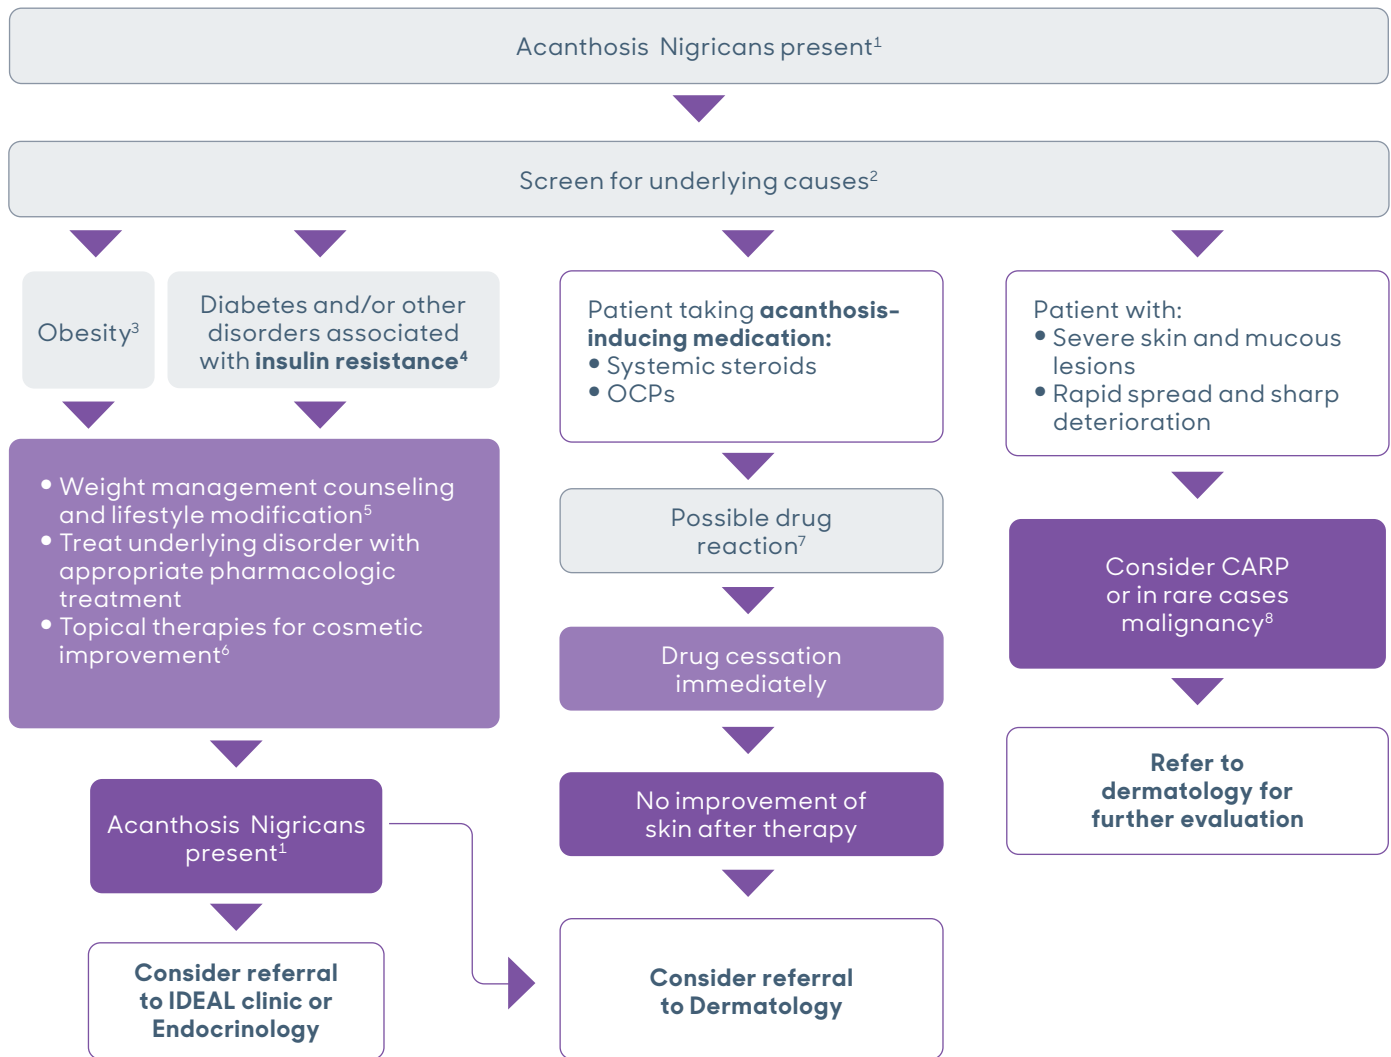 Acanthosis Nigricans present¹
Screen for underlying causes²
Obesity³
Diabetes and/or other
disorders associated
with insulin resistance⁴
Patient taking acanthosis-
inducing medication:
• Systemic steroids
• OCPs
Patient with:
• Severe skin and mucous
lesions
• Rapid spread and sharp
deterioration
• Weight management counseling
and lifestyle modification⁵
• Treat underlying disorder with
appropriate pharmacologic
treatment
• Topical therapies for cosmetic
improvement⁶
Possible drug
reaction⁷
Drug cessation
immediately
Consider CARP
or in rare cases
malignancy⁸
Acanthosis Nigricans
present¹
No improvement of
skin after therapy
Refer to
dermatology for
further evaluation
Consider referral
to IDEAL clinic or
Endocrinology
Consider referral
to Dermatology